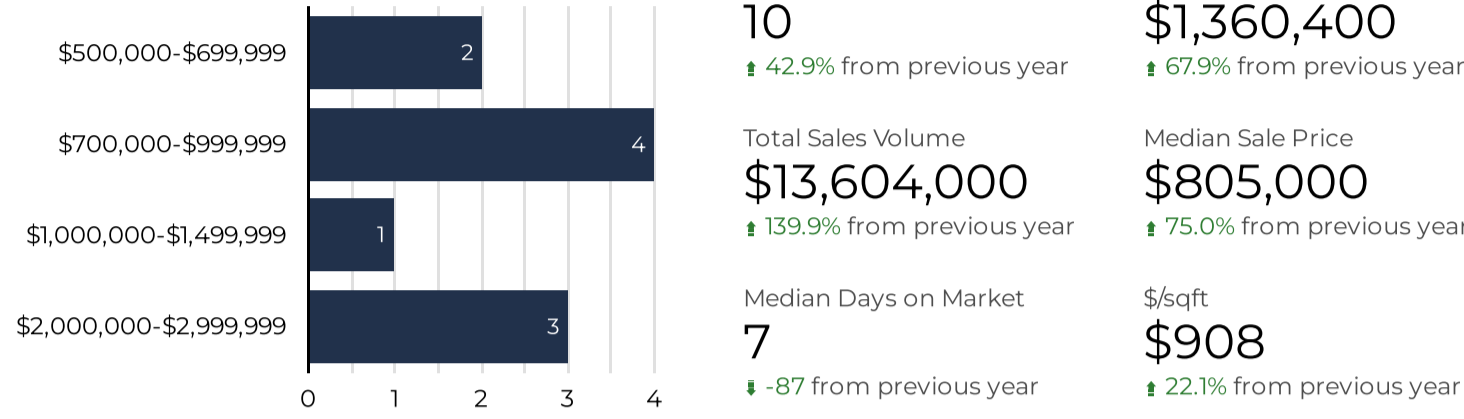 $500,000-$699,999
2
$700,000-$999,999
4
$1,000,000-$1,499,999
1
$2,000,000-$2,999,999
3
0 1 2 3 4
10
42.9% from previous year
$1,360,400
67.9% from previous year
Total Sales Volume
$13,604,000
139.9% from previous year
Median Sale Price
$805,000
75.0% from previous year
Median Days on Market
7
-87 from previous year
$/sqft
$908
22.1% from previous year